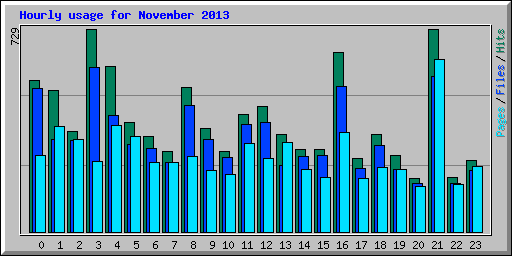 Hourly usage for November 2013
729
Pages/Files/Hits
0 1 2 3 4 5 6 7 8 9 10 11 12 13 14 15 16 17 18 19 20 21 22 23